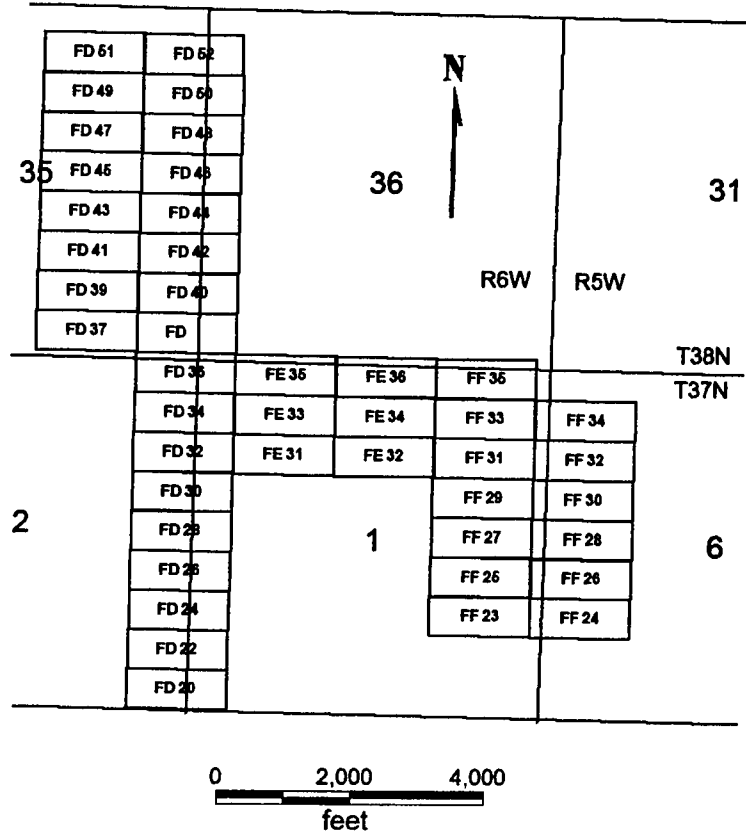 FD 51 FD 52
N
FD 49 FD 50
FD 47 FD 48
35 FD 45 FD 46 36 31
FD 43 FD 44
FD 41 FD 42
R6W R5W
FD 39 FD 40
FD 37 FD
T38N
FD 36 FE 35 FE 36 FF 35
T37N
FD 34 FE 33 FE 34 FF 33 FF 34
FD 32 FE 31 FE 32 FF 31 FF 32
FD 30 FF 29 FF 30
2 FD 28 1 FF 27 FF 28 6
FD 26 FF 25 FF 26
FD 24 FF 23 FF 24
FD 22
FD 20
0 2,000 4,000
feet